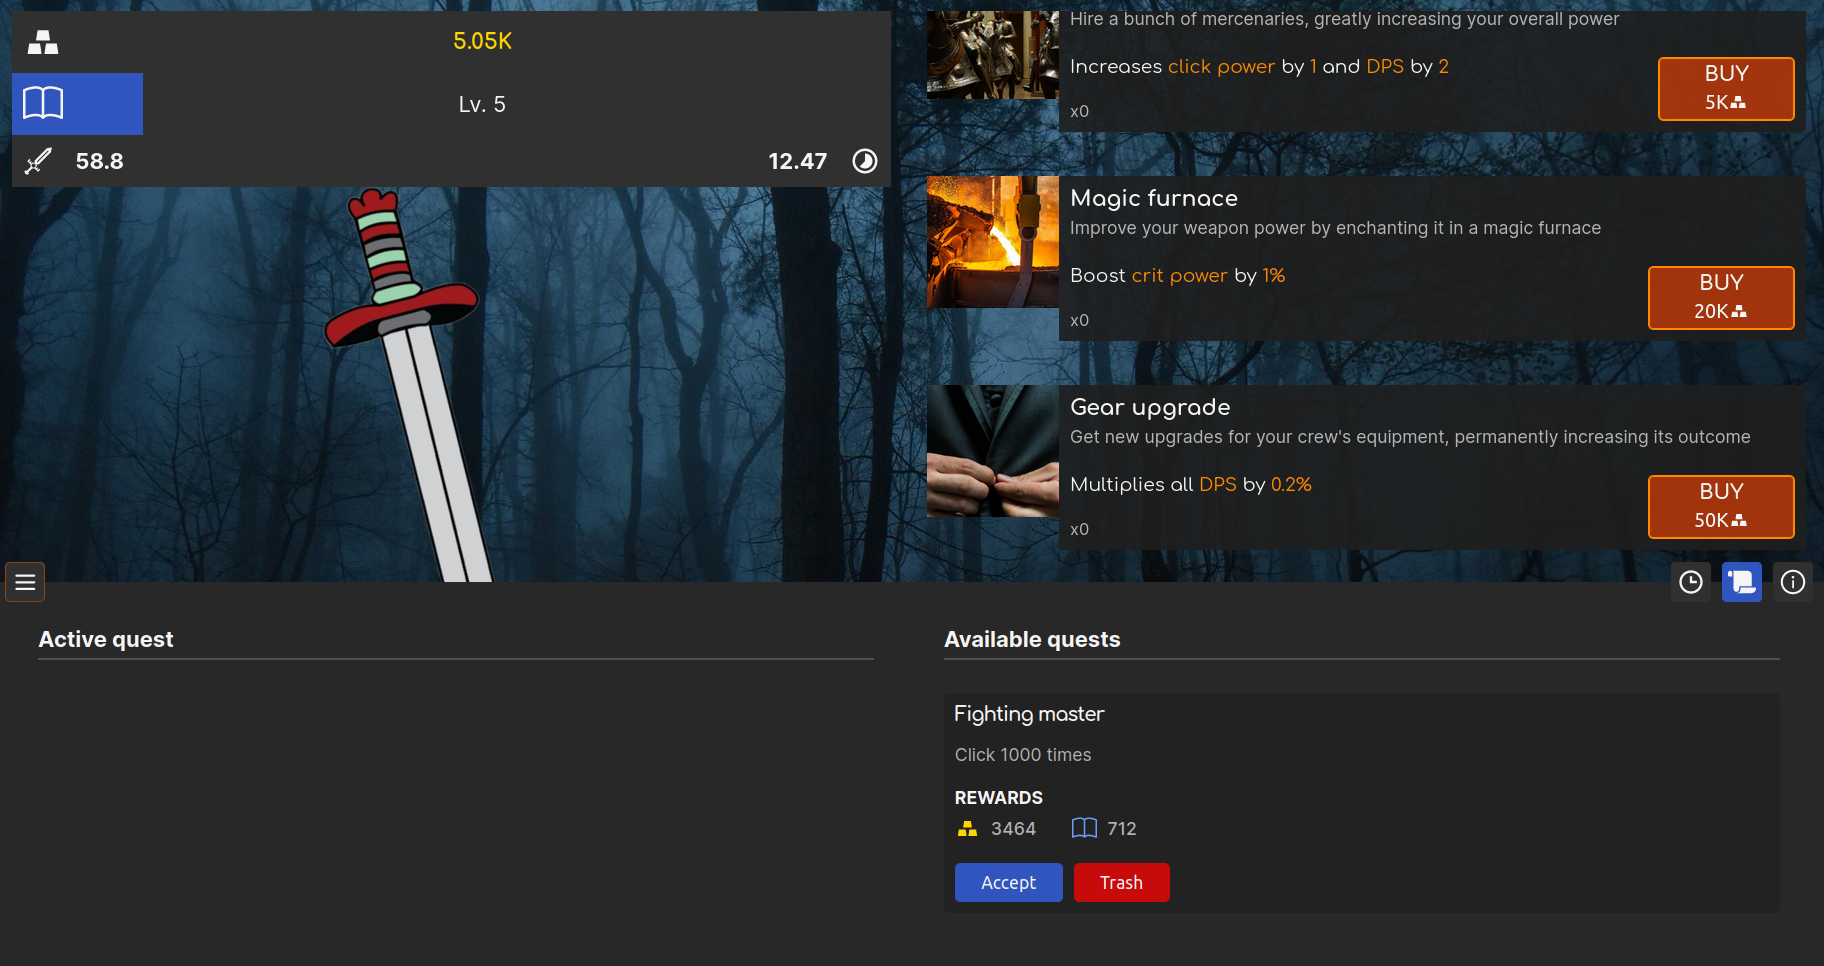 5.05K
Lv. 5
58.8
12.47
Hire a bunch of mercenaries, greatly increasing your overall power
Increases click power by 1 and DPS by 2
x0
BUY
5K
Magic furnace
Improve your weapon power by enchanting it in a magic furnace
Boost crit power by 1%
x0
BUY
20K
Gear upgrade
Get new upgrades for your crew's equipment, permanently increasing its outcome
Multiplies all DPS by 0.2%
x0
BUY
50K
Active quest
Available quests
Fighting master
Click 1000 times
REWARDS
3464 712
Accept Trash